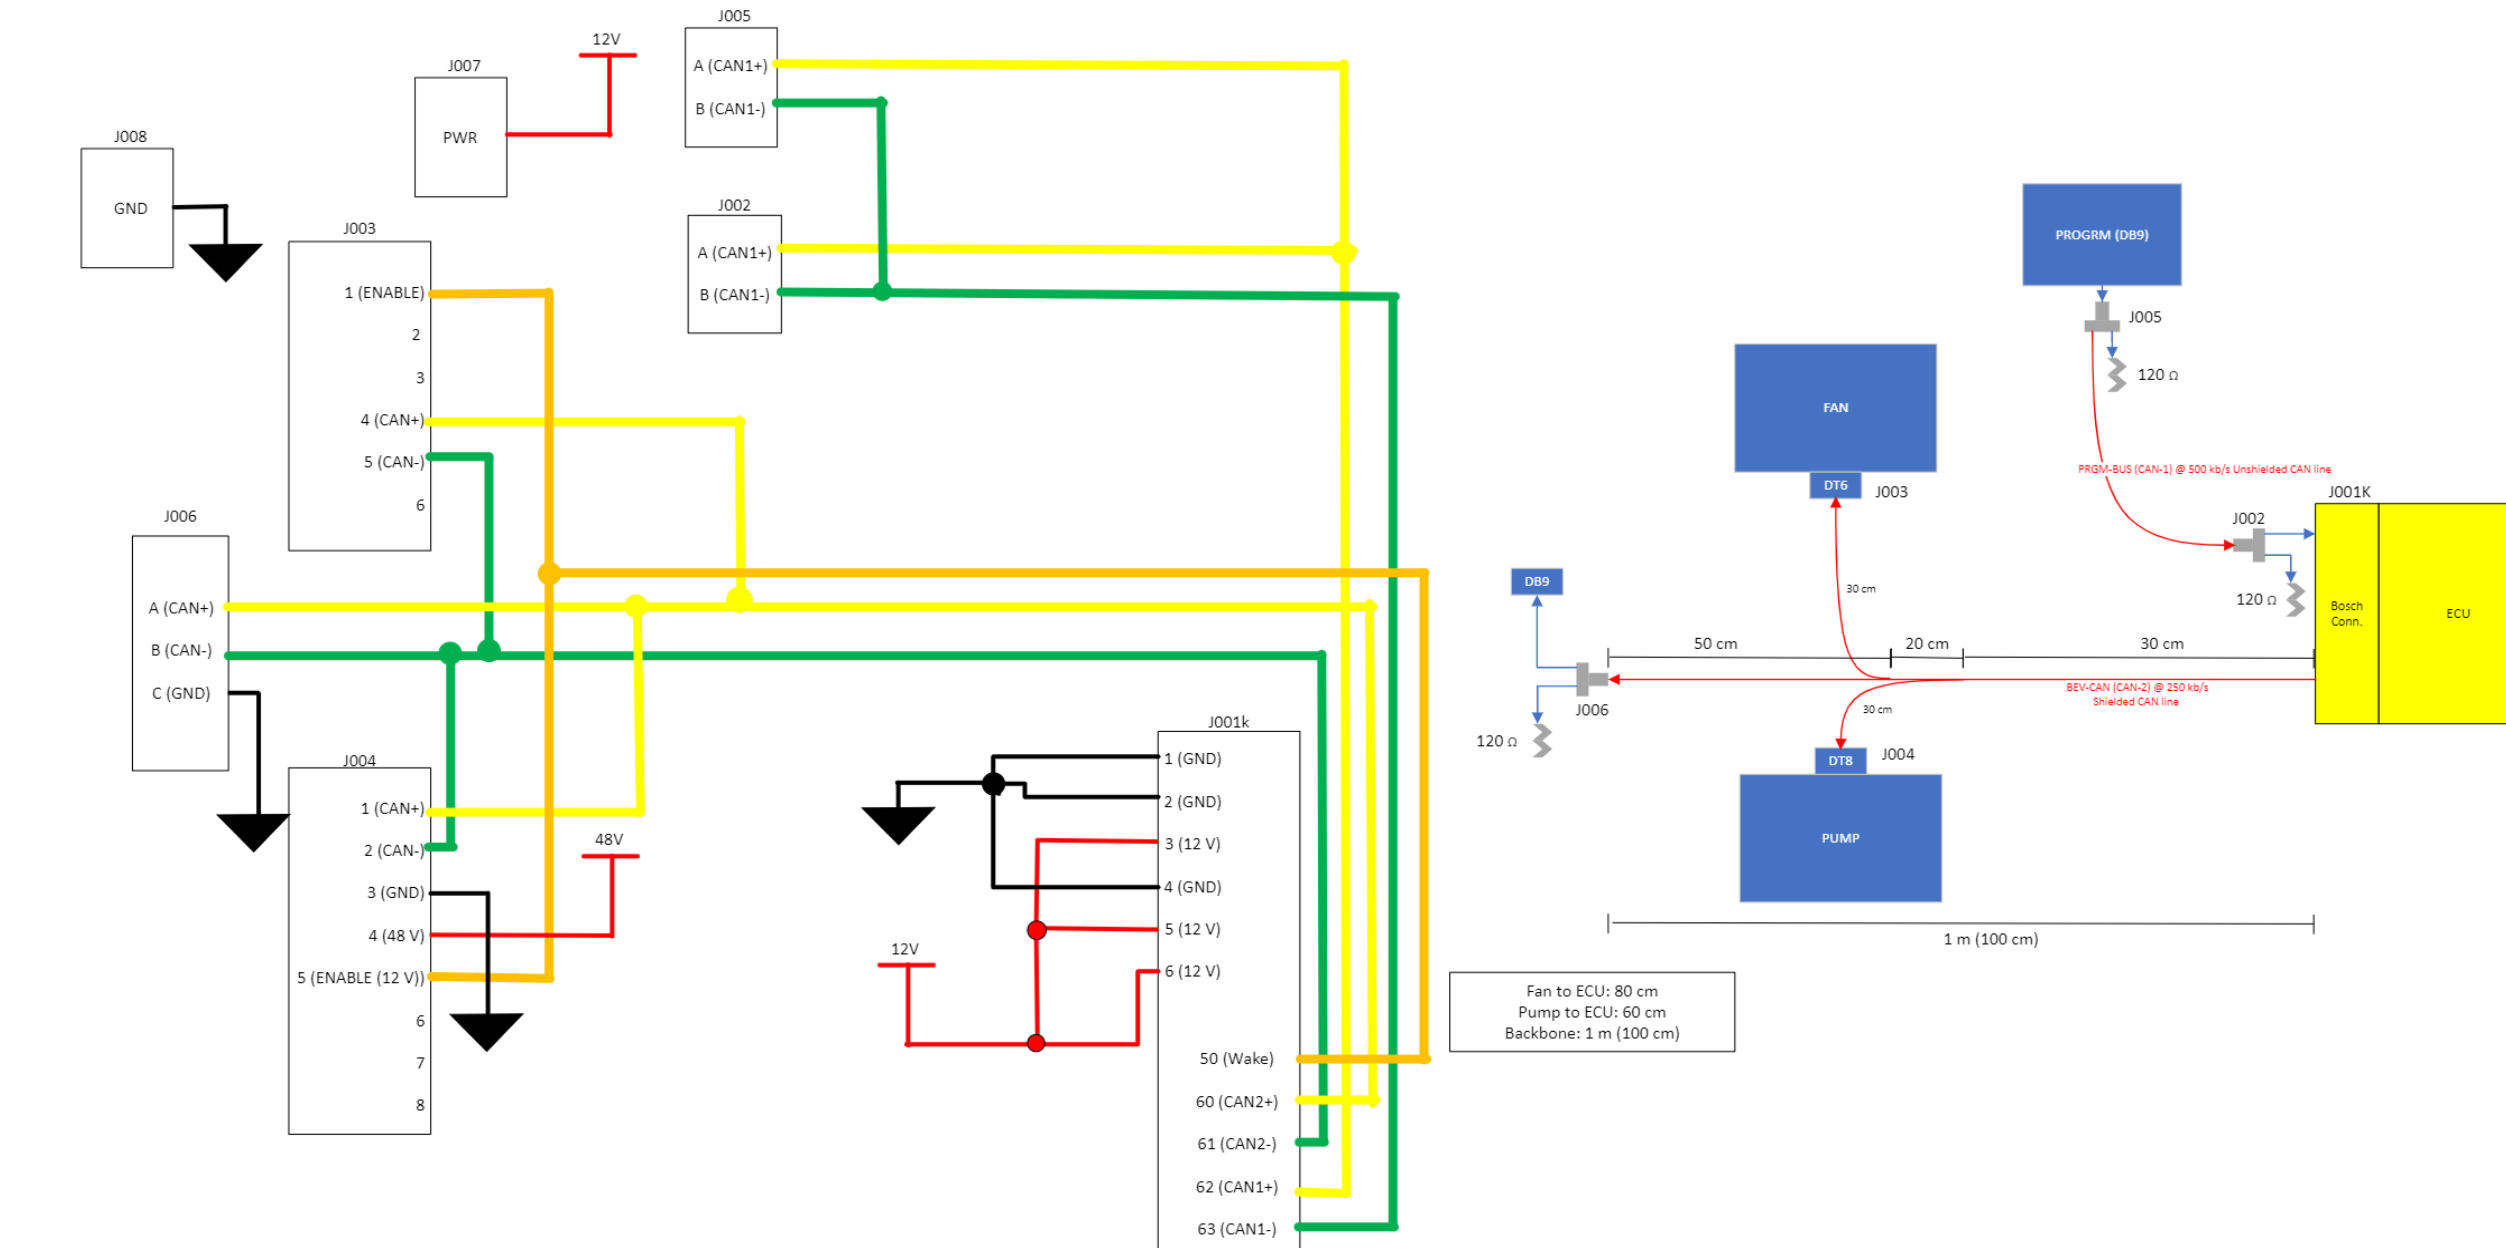 J005
A (CAN1+)
B (CAN1-)
12V
J007
PWR
J008
GND
J002
A (CAN1+)
B (CAN1-)
J003
1 (ENABLE)
2
3
4 (CAN+)
5 (CAN-)
6
J006
A (CAN+)
B (CAN-)
C (GND)
J004
1 (CAN+)
2 (CAN-)
3 (GND)
4 (48 V)
5 (ENABLE (12 V))
6
7
8
48V
12V
J001k
1 (GND)
2 (GND)
3 (12 V)
4 (GND)
5 (12 V)
6 (12 V)
50 (Wake)
60 (CAN2+)
61 (CAN2-)
62 (CAN1+)
63 (CAN1-)
PROGRM (DB9)
J005
120 Ω
FAN
DT6
J003
PRGM-BUS (CAN-1) @ 500 kb/s Unshielded CAN line
J001K
J002
120 Ω
Bosch
Conn.
ECU
DB9
30 cm
50 cm
20 cm
30 cm
BEV-CAN (CAN-2) @ 250 kb/s
Shielded CAN line
J006
30 cm
120 Ω
DT8
J004
PUMP
1 m (100 cm)
Fan to ECU: 80 cm
Pump to ECU: 60 cm
Backbone: 1 m (100 cm)